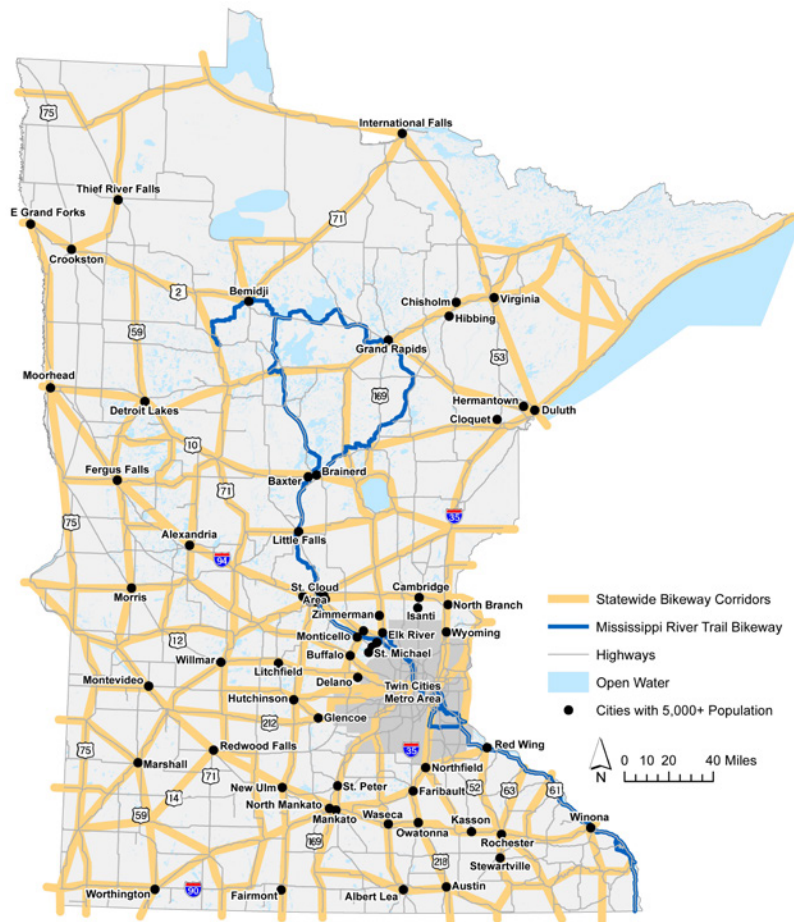 75
International Falls
Thief River Falls
71
E Grand Forks
Crookston
2
Bemidji
Chisholm
Virginia
Hibbing
59
Grand Rapids
53
Moorhead
169
Detroit Lakes
Hermantown
Duluth
Cloquet
10
Fergus Falls
Baxter
Brainerd
71
75
35
Alexandria
Little Falls
94
St. Cloud
Area
Cambridge
Morris
Zimmerman
Isanti
North Branch
12
Monticello
Elk River
Wyoming
Buffalo
St. Michael
Willmar
Litchfield
Delano
Montevideo
Twin Cities
Metro Area
Hutchinson
212
Glencoe
75
Redwood Falls
35
Red Wing
Marshall
71
Northfield
14
New Ulm
St. Peter
52
63
61
North Mankato
Faribault
59
Mankato
Waseca
Kasson
Winona
169
Owatonna
Rochester
218
Stewartville
Worthington
90
Fairmont
Albert Lea
Austin
Statewide Bikeway Corridors
Mississippi River Trail Bikeway
Highways
Open Water
Cities with 5,000+ Population
N
0 20 40 Miles